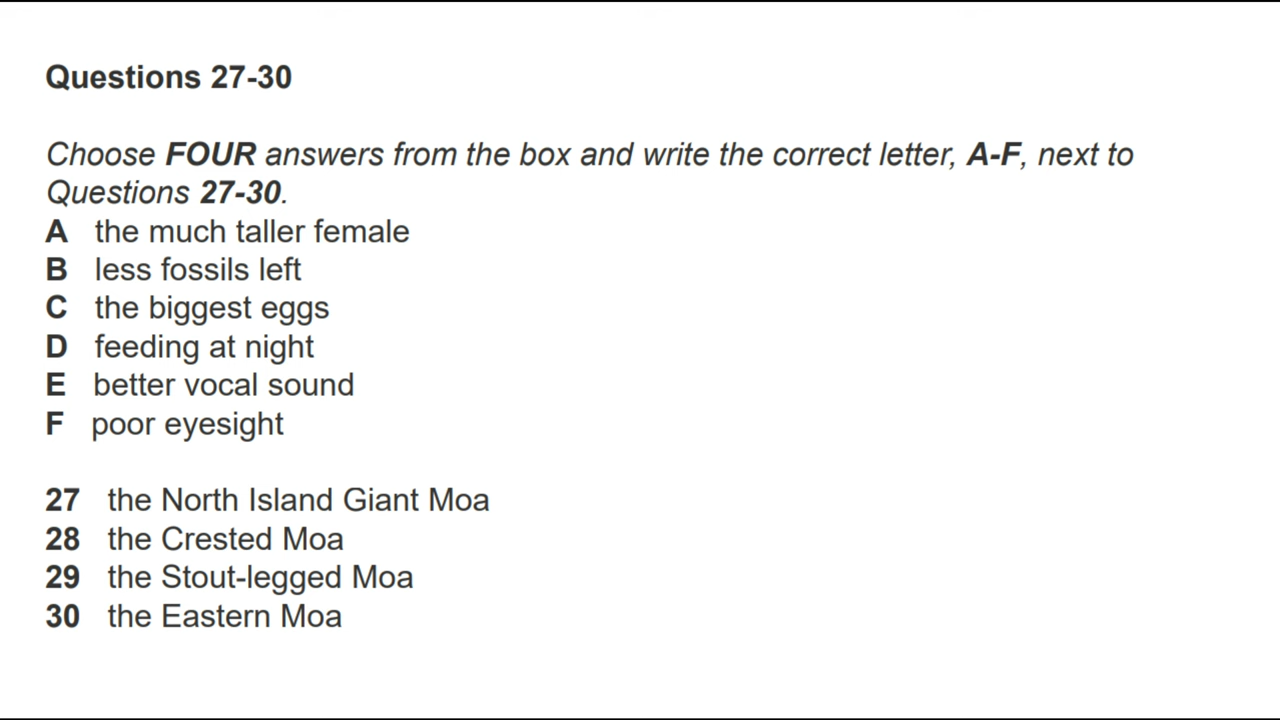 Questions 27-30
Choose FOUR answers from the box and write the correct letter, A-F, next to
Questions 27-30.
A the much taller female
B less fossils left
C the biggest eggs
D feeding at night
E better vocal sound
F poor eyesight
27 the North Island Giant Moa
28 the Crested Moa
29 the Stout-legged Moa
30 the Eastern Moa